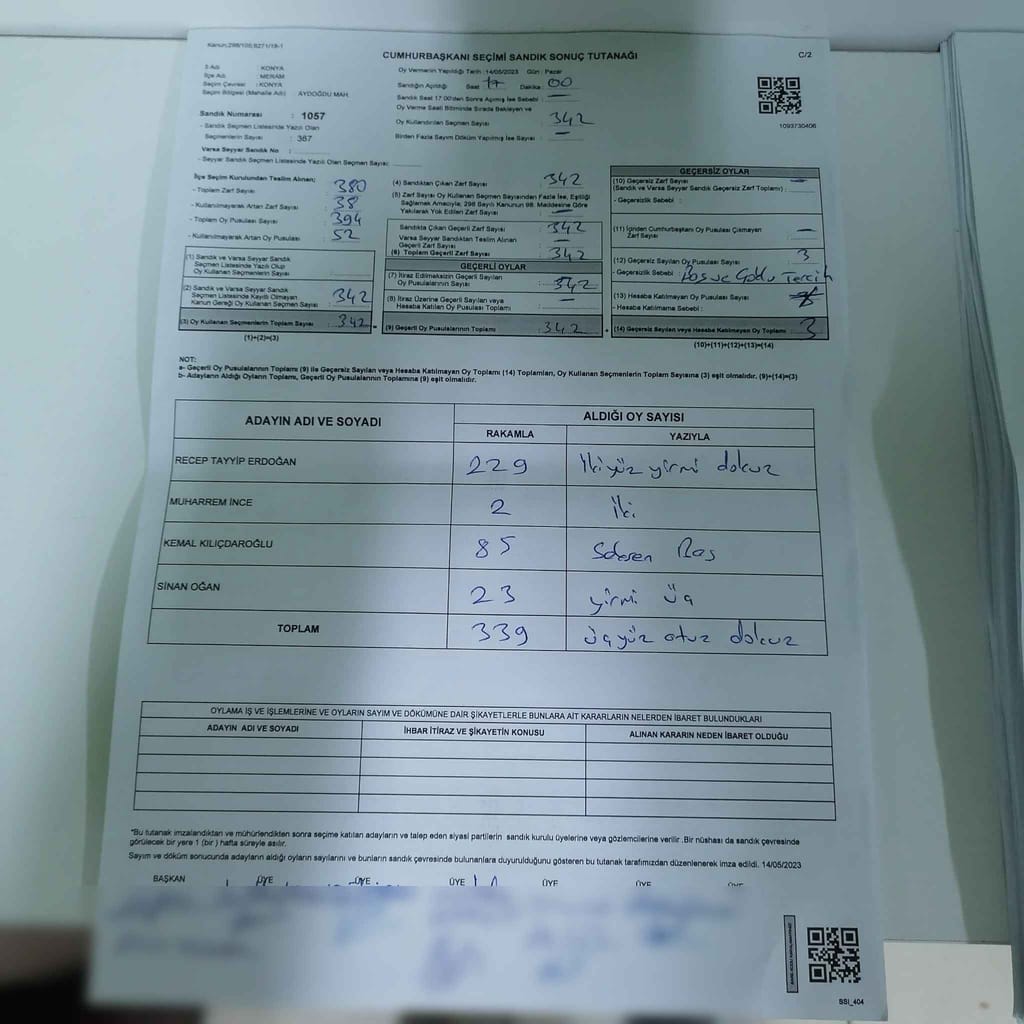 Kanun:298/105;6271/18-1
CUMHURBAŞKANI SEÇİMİ SANDIK SONUÇ TUTANAĞI
C/2
İl Adı : KONYA
İlçe Adı : MERAM
Seçim Çevresi : KONYA
Seçim Bölgesi (Mahalle Adı) : AYDOĞDU MAH.
Sandık Numarası : 1057
- Sandık Seçmen Listesinde Yazılı Olan
Seçmenlerin Sayısı : 367
Varsa Seyyar Sandık No :
- Seyyar Sandık Seçmen Listesinde Yazılı Olan Seçmen Sayısı:
Oy Vermenin Yapıldığı Tarih : 14/05/2023 Gün : Pazar
Sandığın Açıldığı Saat 17 Dakika : 00
Sandık Saat 17:00'den Sonra Açılmış İse Sebebi : —
Oy Verme Saati Bitiminde Sırada Bekleyen ve
Oy Kullandırılan Seçmen Sayısı : 342
Birden Fazla Sayım Döküm Yapılmış İse Sayısı : —
1093730406
İlçe Seçim Kurulundan Teslim Alınan;
- Toplam Zarf Sayısı : 380
- Kullanılmayarak Artan Zarf Sayısı : 38
- Toplam Oy Pusulası Sayısı : 394
- Kullanılmayarak Artan Oy Pusulası : 52
(1) Sandık ve Varsa Seyyar Sandık
Seçmen Listesinde Yazılı Olup
Oy Kullanan Seçmenlerin Sayısı :
(2) Sandık ve Varsa Seyyar Sandık
Seçmen Listesinde Kayıtlı Olmayan
Kanun Gereği Oy Kullanan Seçmen Sayısı : 342
(3) Oy Kullanan Seçmenlerin Toplam Sayısı : 342
(1)+(2)=(3)
(4) Sandıktan Çıkan Zarf Sayısı : 342
(5) Zarf Sayısı Oy Kullanan Seçmen Sayısından Fazla İse, Eşitliği
Sağlamak Amacıyla, 298 Sayılı Kanunun 98. Maddesine Göre
Yakılarak Yok Edilen Zarf Sayısı : —
Sandıkta Çıkan Geçerli Zarf Sayısı : 342
Varsa Seyyar Sandıktan Teslim Alınan
Geçerli Zarf Sayısı : —
(6) Toplam Geçerli Zarf Sayısı : 342
GEÇERLİ OYLAR
(7) İtiraz Edilmeksizin Geçerli Sayılan
Oy Pusulalarının Sayısı : 342
(8) İtiraz Üzerine Geçerli Sayılan veya
Hesaba Katılan Oy Pusulası Toplamı : —
(9) Geçerli Oy Pusulalarının Toplamı : 342
GEÇERSİZ OYLAR
(10) Geçersiz Zarf Sayısı —
(Sandık ve Varsa Seyyar Sandık Geçersiz Zarf Toplamı) :
- Geçersizlik Sebebi :
(11) İçinden Cumhurbaşkanı Oy Pusulası Çıkmayan
Zarf Sayısı : —
(12) Geçersiz Sayılan Oy Pusulası Sayısı : 3
- Geçersizlik Sebebi : Boş ve Çoklu Tercih
(13) Hesaba Katılmayan Oy Pusulası Sayısı :
- Hesaba Katılmama Sebebi :
(14) Geçersiz Sayılan veya Hesaba Katılmayan Oy Toplamı : 3
(10)+(11)+(12)+(13)=(14)
NOT:
a- Geçerli Oy Pusulalarının Toplamı (9) ile Geçersiz Sayılan veya Hesaba Katılmayan Oy Toplamı (14) Toplamları, Oy Kullanan Seçmenlerin Toplam Sayısına (3) eşit olmalıdır. (9)+(14)=(3)
b- Adayların Aldığı Oyların Toplamı, Geçerli Oy Pusulalarının Toplamına (9) eşit olmalıdır.
ADAYIN ADI VE SOYADI ALDIĞI OY SAYISI
RAKAMLA YAZIYLA
RECEP TAYYİP ERDOĞAN 229 İkiyüz yirmi dokuz
MUHARREM İNCE 2 İki
KEMAL KILIÇDAROĞLU 85 Seksen Beş
SİNAN OĞAN 23 yirmi üç
TOPLAM 339 üçyüz otuz dokuz
OYLAMA İŞ VE İŞLEMLERİNE VE OYLARIN SAYIM VE DÖKÜMÜNE DAİR ŞİKAYETLERLE BUNLARA AİT KARARLARIN NELERDEN İBARET BULUNDUKLARI
ADAYIN ADI VE SOYADI İHBAR İTİRAZ VE ŞİKAYETİN KONUSU ALINAN KARARIN NEDEN İBARET OLDUĞU
*Bu tutanak imzalandıktan ve mühürlendikten sonra seçime katılan adayların ve talep eden siyasi partilerin sandık kurulu üyelerine veya gözlemcilerine verilir. Bir nüshası da sandık çevresinde
görülecek bir yere 1 (bir ) hafta süreyle asılır.
Sayım ve döküm sonucunda adayların aldığı oyların sayılarını ve bunların sandık çevresinde bulunanlara duyurulduğunu gösteren bu tutanak tarafımızdan düzenlenerek imza edildi. 14/05/2023
BAŞKAN ÜYE ÜYE ÜYE ÜYE ÜYE ÜYE
SSİ_404